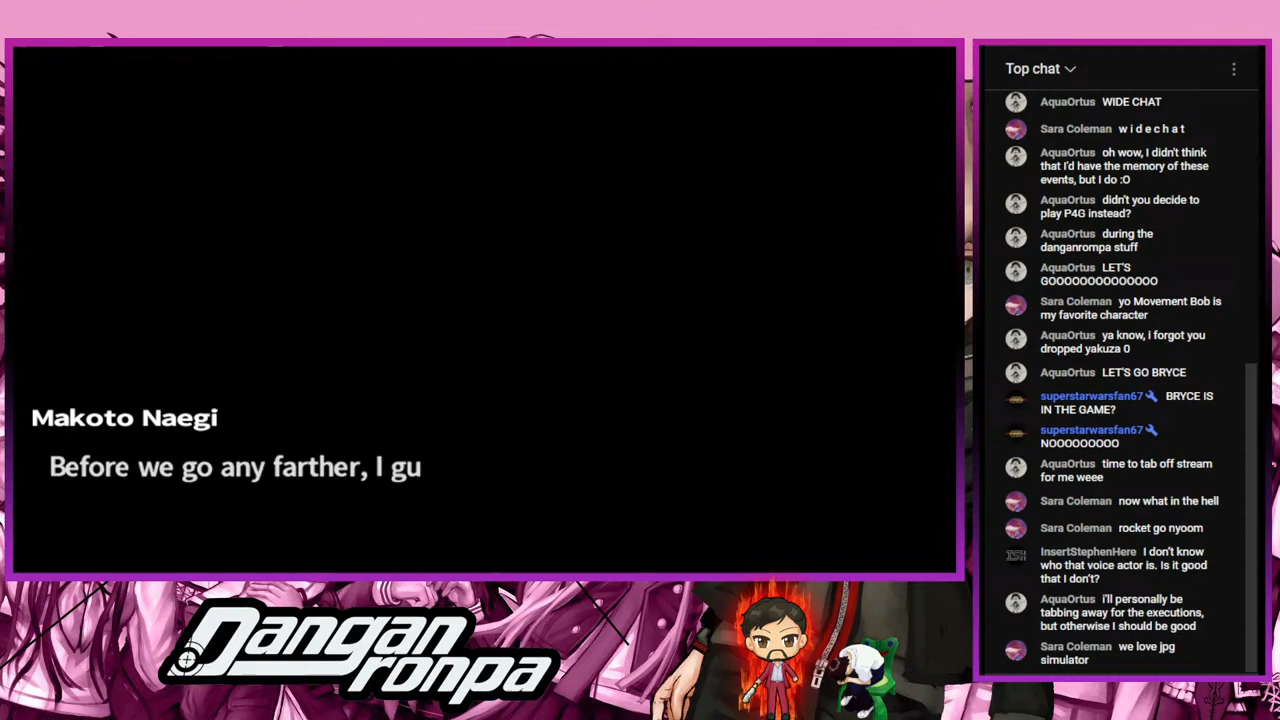 Makoto Naegi
Before we go any farther, I gu
Dangan
ronpa
Top chat
AquaOrtus WIDE CHAT
Sara Coleman w i d e c h a t
AquaOrtus oh wow, I didn't think
that I'd have the memory of these
events, but I do :O
AquaOrtus didn't you decide to
play P4G instead?
AquaOrtus during the
danganrompa stuff
AquaOrtus LET'S
GOOOOOOOOOOOOOO
Sara Coleman yo Movement Bob is
my favorite character
AquaOrtus ya know, i forgot you
dropped yakuza 0
AquaOrtus LET'S GO BRYCE
superstarwarsfan67 BRYCE IS
IN THE GAME?
superstarwarsfan67
NOOOOOOOOO
AquaOrtus time to tab off stream
for me weee
Sara Coleman now what in the hell
Sara Coleman rocket go nyoom
ISH InsertStephenHere I don't know
who that voice actor is. Is it good
that I don't?
AquaOrtus i'll personally be
tabbing away for the executions,
but otherwise I should be good
Sara Coleman we love jpg
simulator